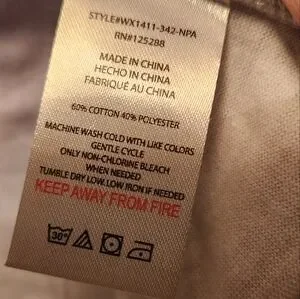 STYLE#WX1411-342-NPA
RN#125288
MADE IN CHINA
HECHO IN CHINA
FABRIQUÉ AU CHINA
60% COTTON 40% POLYESTER
MACHINE WASH COLD WITH LIKE COLORS
GENTLE CYCLE
ONLY NON-CHLORINE BLEACH
WHEN NEEDED
TUMBLE DRY LOW. LOW IRON IF NEEDED
KEEP AWAY FROM FIRE
30°